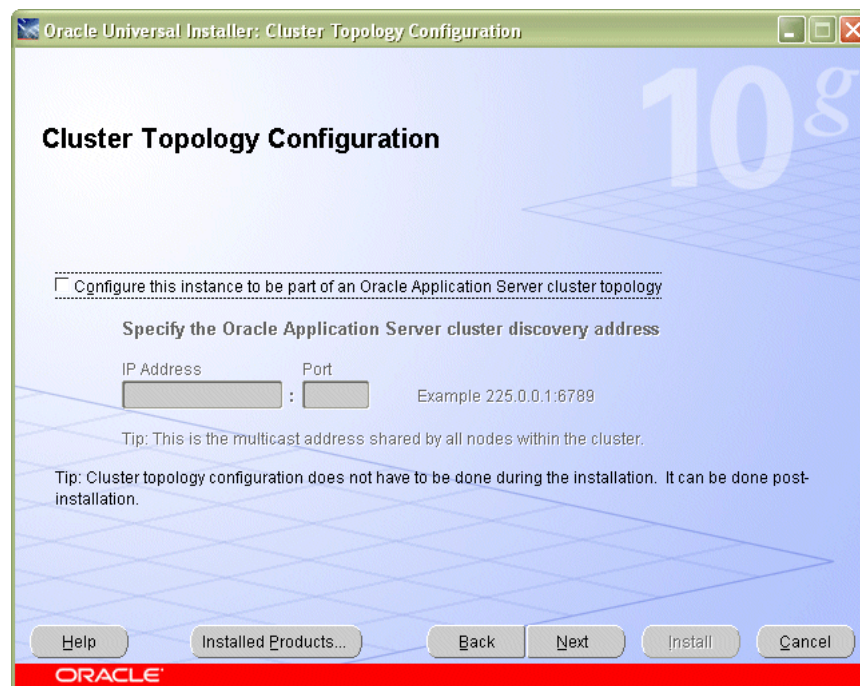 Oracle Universal Installer: Cluster Topology Configuration
10g
Cluster Topology Configuration
Configure this instance to be part of an Oracle Application Server cluster topology
Specify the Oracle Application Server cluster discovery address
IP Address Port
: Example 225.0.0.1:6789
Tip: This is the multicast address shared by all nodes within the cluster.
Tip: Cluster topology configuration does not have to be done during the installation. It can be done post-
installation.
Help Installed Products... Back Next Install Cancel
ORACLE